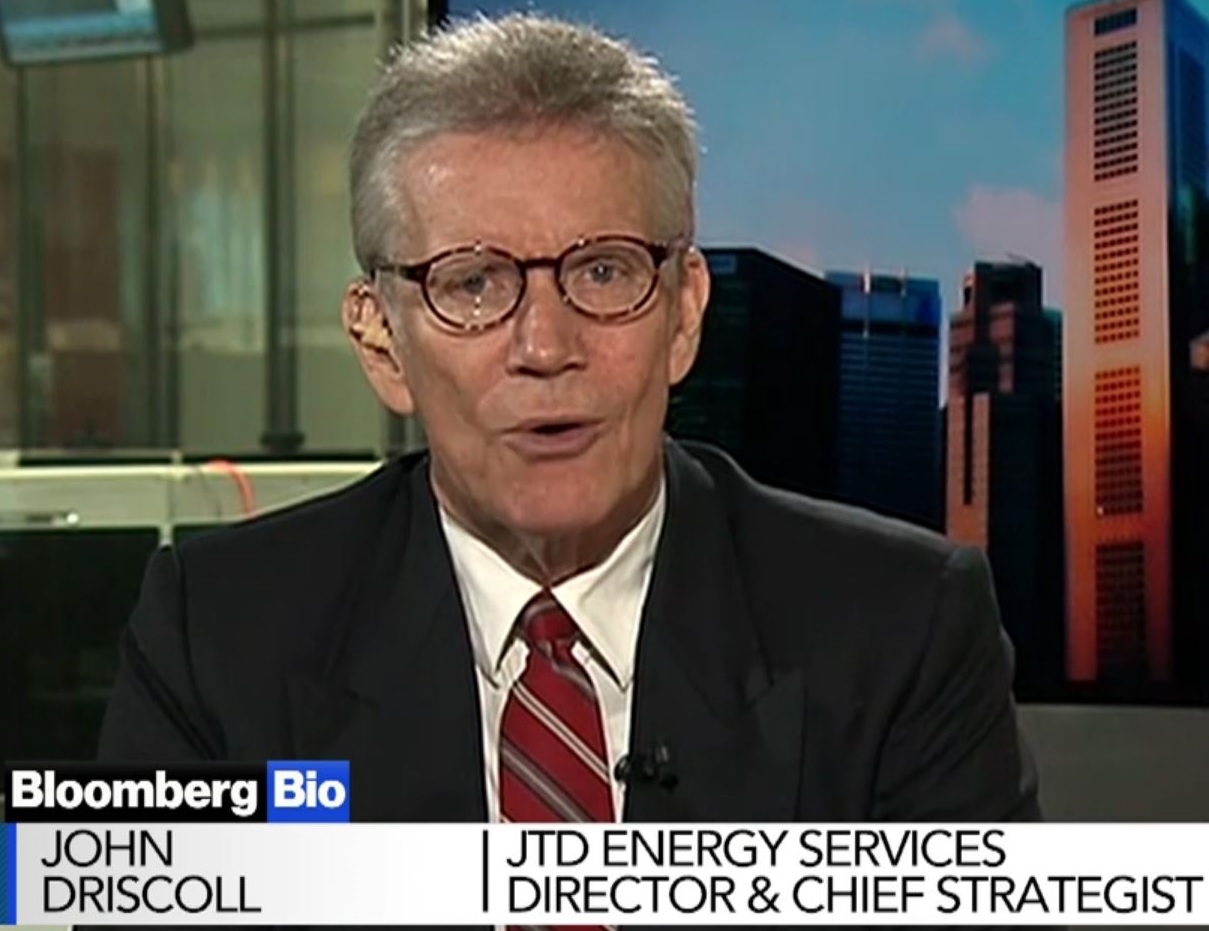 Bloomberg Bio
JOHN DRISCOLL
JTD ENERGY SERVICES
DIRECTOR & CHIEF STRATEGIST